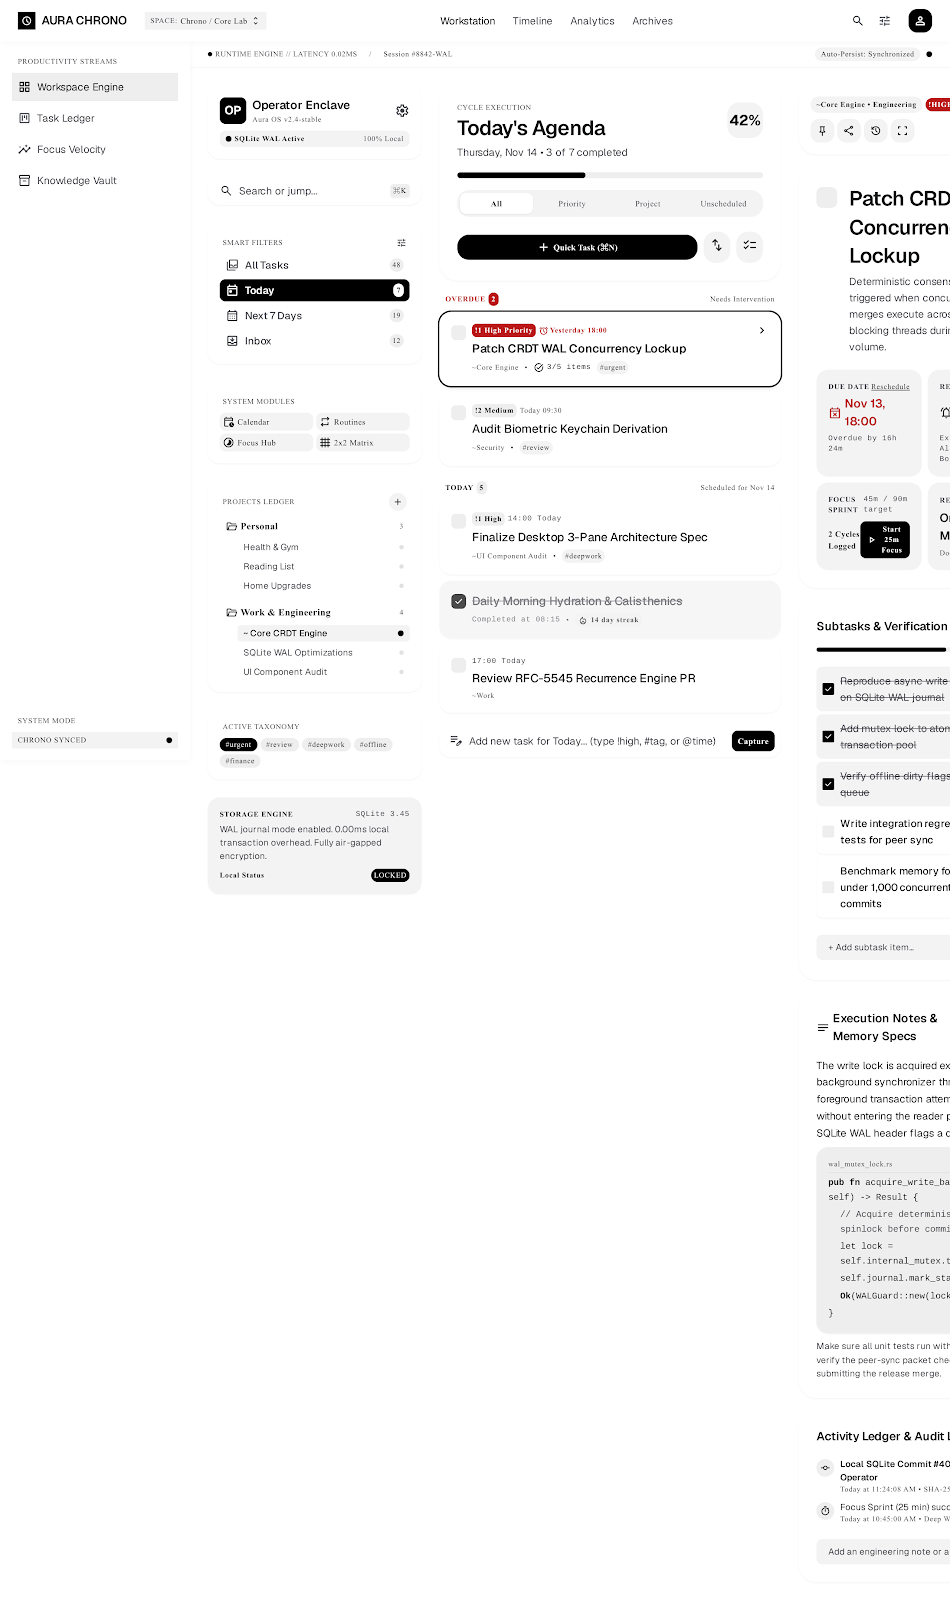 AURA CHRONO
SPACE: Chrono / Core Lab
Workstation
Timeline
Analytics
Archives
PRODUCTIVITY STREAMS
Workspace Engine
Task Ledger
Focus Velocity
Knowledge Vault
SYSTEM MODE
CHRONO SYNCED
RUNTIME ENGINE // LATENCY 0.02MS / Session #8842-WAL
Auto-Persist: Synchronized
OP
Operator Enclave
Aura OS v2.4-stable
SQLite WAL Active 100% Local
Search or jump... ⌘K
SMART FILTERS
All Tasks 48
Today 7
Next 7 Days 19
Inbox 12
SYSTEM MODULES
Calendar
Routines
Focus Hub
2x2 Matrix
PROJECTS LEDGER
Personal 3
Health & Gym
Reading List
Home Upgrades
Work & Engineering 4
~ Core CRDT Engine
SQLite WAL Optimizations
UI Component Audit
ACTIVE TAXONOMY
#urgent #review #deepwork #offline
#finance
STORAGE ENGINE SQLite 3.45
WAL journal mode enabled. 0.00ms local
transaction overhead. Fully air-gapped
encryption.
Local Status LOCKED
CYCLE EXECUTION
Today's Agenda
42%
Thursday, Nov 14 • 3 of 7 completed
All Priority Project Unscheduled
+ Quick Task (⌘N)
OVERDUE 2 Needs Intervention
!1 High Priority Yesterday 18:00
Patch CRDT WAL Concurrency Lockup
~Core Engine • 3/5 items #urgent
!2 Medium Today 09:30
Audit Biometric Keychain Derivation
~Security • #review
TODAY 5 Scheduled for Nov 14
!1 High 14:00 Today
Finalize Desktop 3-Pane Architecture Spec
~UI Component Audit • #deepwork
Daily Morning Hydration & Calisthenics
Completed at 08:15 • 14 day streak
17:00 Today
Review RFC-5545 Recurrence Engine PR
~Work
Add new task for Today... (type !high, #tag, or @time) Capture
~Core Engine • Engineering !HIGH
Patch CRD
Concurren
Lockup
Deterministic consens
triggered when concu
merges execute acros
blocking threads durin
volume.
DUE DATE Reschedule
Nov 13,
18:00
Overdue by 16h
24m
RE
Ex
Al
Bo
FOCUS
SPRINT
45m / 90m
target
2 Cycles
Logged
Start
25m
Focus
RE
O
M
Do
Subtasks & Verification
Reproduce async write
on SQLite WAL journal
Add mutex lock to atom
transaction pool
Verify offline dirty flags
queue
Write integration regre
tests for peer sync
Benchmark memory fo
under 1,000 concurrent
commits
+ Add subtask item...
Execution Notes &
Memory Specs
The write lock is acquired ex
background synchronizer thr
foreground transaction attem
without entering the reader p
SQLite WAL header flags a d
wal_mutex_lock.rs
pub fn acquire_write_ba
self) -> Result {
// Acquire determinis
spinlock before commi
let lock =
self.internal_mutex.t
self.journal.mark_sta
Ok(WALGuard::new(lock
}
Make sure all unit tests run with
verify the peer-sync packet che
submitting the release merge.
Activity Ledger & Audit L
Local SQLite Commit #40
Operator
Today at 11:24:08 AM • SHA-25
Focus Sprint (25 min) succ
Today at 10:45:00 AM • Deep W
Add an engineering note or a